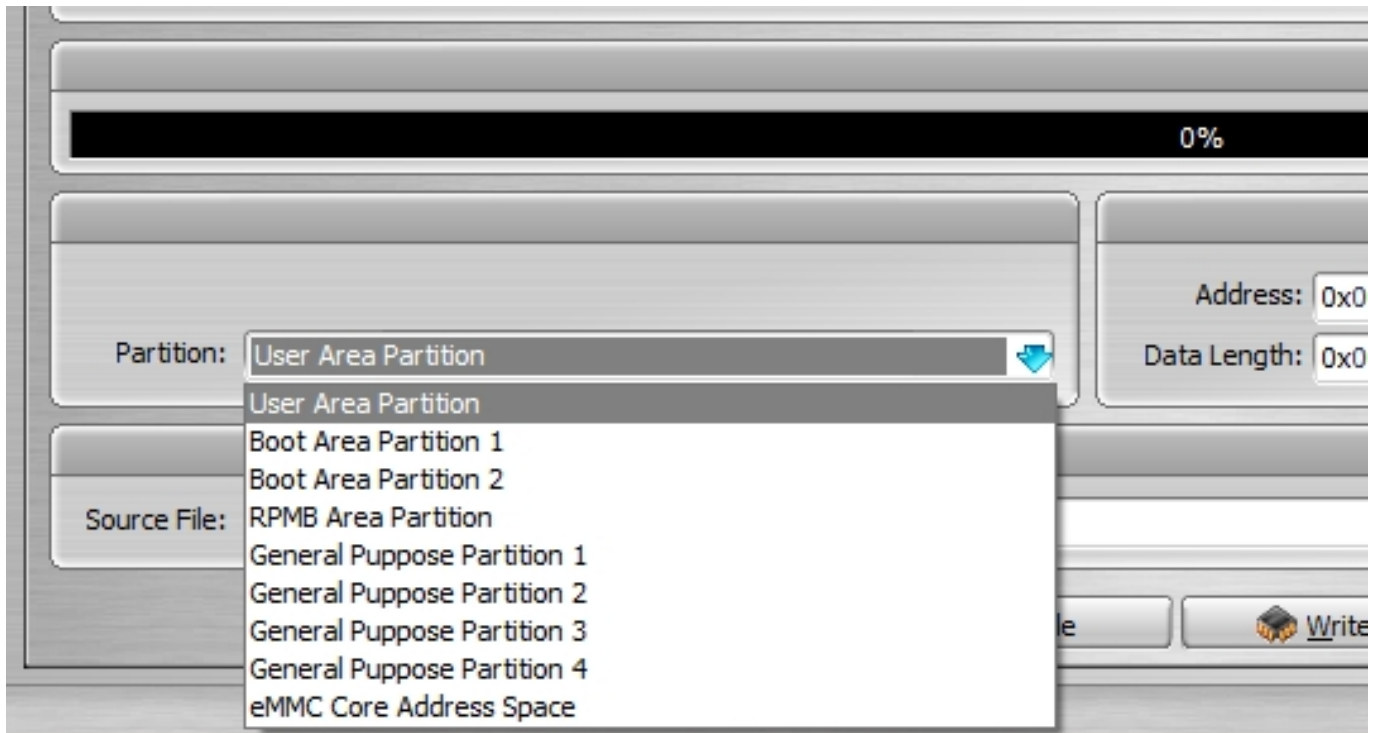 0%
Address: 0x0
Partition: User Area Partition
Data Length: 0x0
User Area Partition
Boot Area Partition 1
Boot Area Partition 2
Source File:
RPMB Area Partition
General Puppose Partition 1
General Puppose Partition 2
General Puppose Partition 3
le
Write
General Puppose Partition 4
eMMC Core Address Space